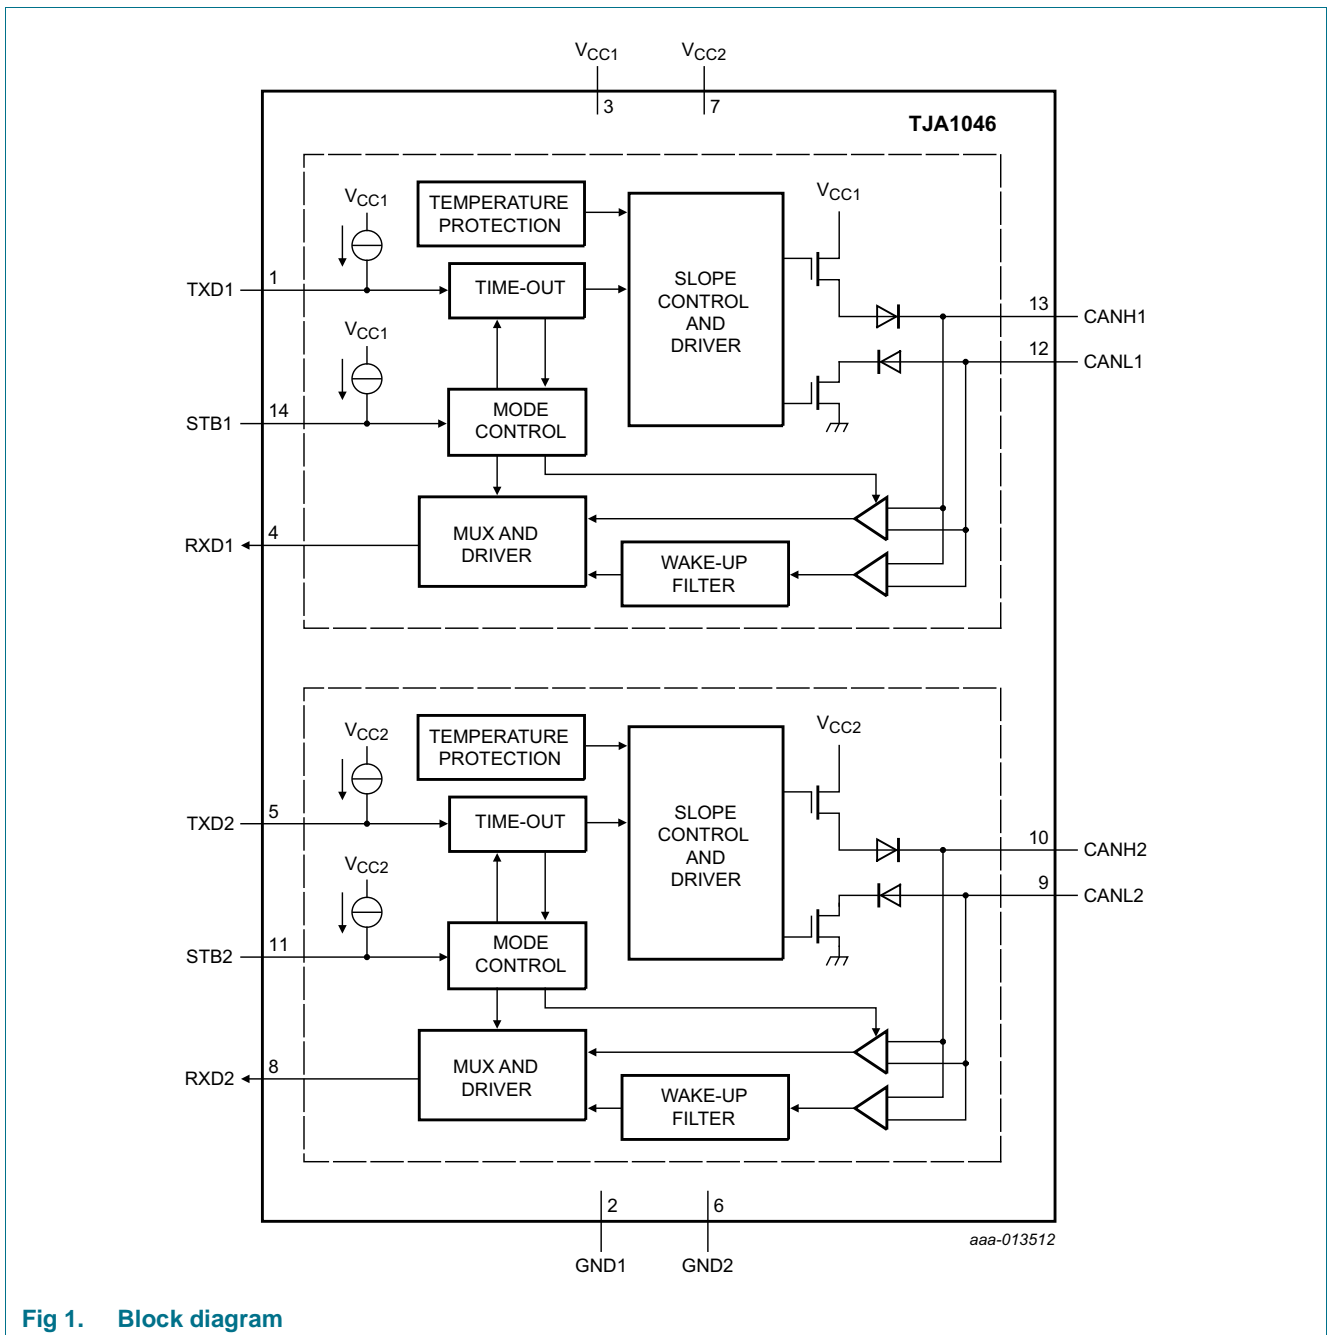 VCC1 VCC2
3 7
TJA1046
VCC1
TEMPERATURE
PROTECTION
VCC1
TXD1 1
TIME-OUT
SLOPE
CONTROL
AND
DRIVER
13 CANH1
VCC1
12 CANL1
STB1 14
MODE
CONTROL
RXD1 4
MUX AND
DRIVER
WAKE-UP
FILTER
VCC2
TEMPERATURE
PROTECTION
VCC2
TXD2 5
TIME-OUT
SLOPE
CONTROL
AND
DRIVER
10 CANH2
VCC2
9 CANL2
STB2 11
MODE
CONTROL
RXD2 8
MUX AND
DRIVER
WAKE-UP
FILTER
2 6
aaa-013512
GND1 GND2
Fig 1. Block diagram